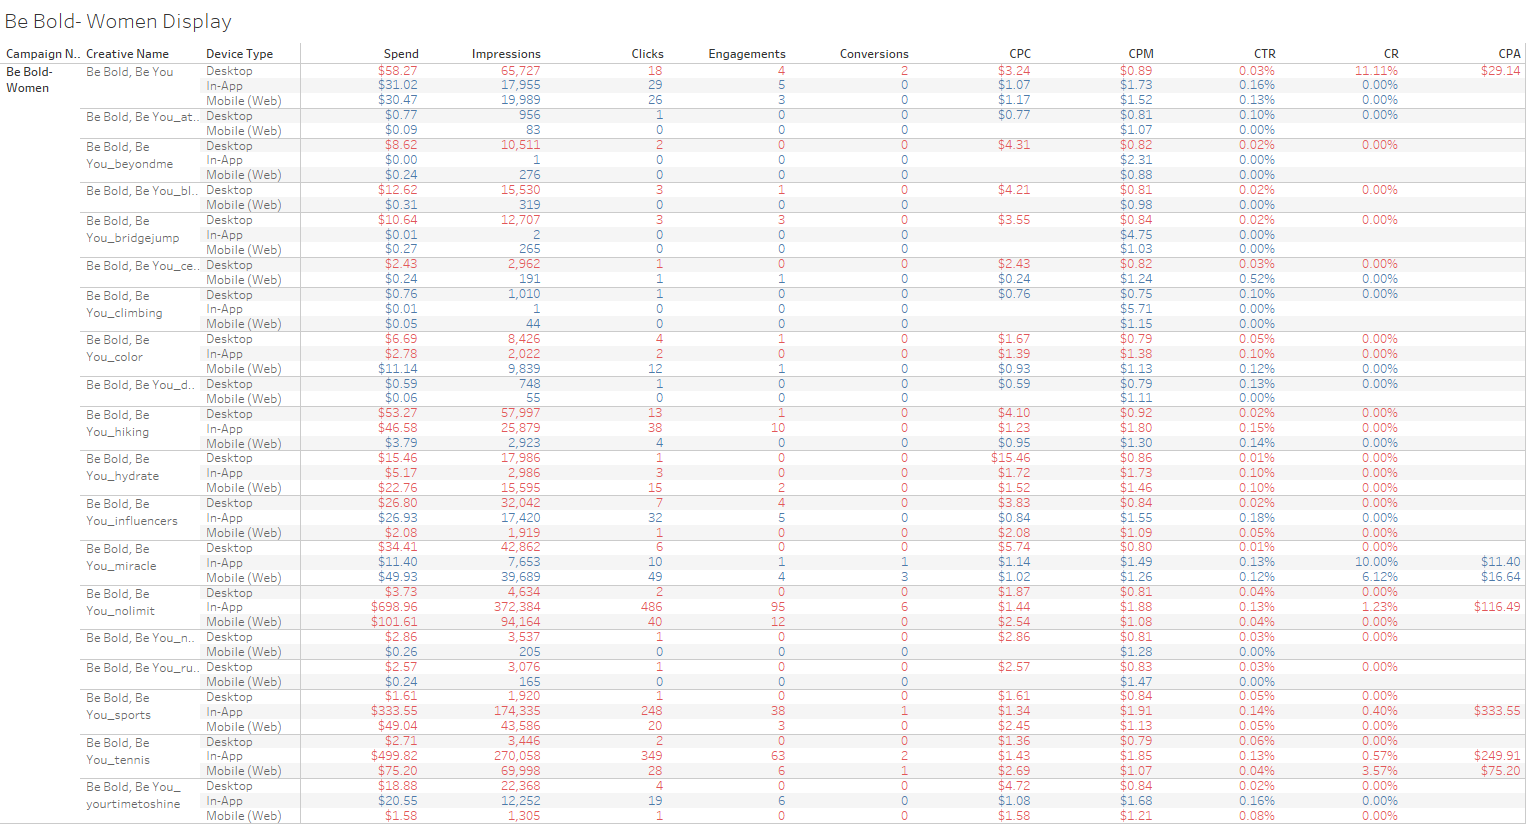 Be Bold- Women Display
Campaign N.. Creative Name Device Type Spend Impressions Clicks Engagements Conversions CPC CPM CTR CR CPA
Be Bold- Women Be Bold, Be You Desktop $58.27 65,727 18 4 2 $3.24 $0.89 0.03% 11.11% $29.14
In-App $31.02 17,955 29 5 0 $1.07 $1.73 0.16% 0.00%
Mobile (Web) $30.47 19,989 26 3 0 $1.17 $1.52 0.13% 0.00%
Be Bold, Be You_at.. Desktop $0.77 956 1 0 0 $0.77 $0.81 0.10% 0.00%
Mobile (Web) $0.09 83 0 0 0 $1.07 0.00%
Be Bold, Be You_beyondme Desktop $8.62 10,511 2 0 0 $4.31 $0.82 0.02% 0.00%
In-App $0.00 1 0 0 0 $2.31 0.00%
Mobile (Web) $0.24 276 0 0 0 $0.88 0.00%
Be Bold, Be You_bl.. Desktop $12.62 15,530 3 1 0 $4.21 $0.81 0.02% 0.00%
Mobile (Web) $0.31 319 0 0 0 $0.98 0.00%
Be Bold, Be You_bridgejump Desktop $10.64 12,707 3 3 0 $3.55 $0.84 0.02% 0.00%
In-App $0.01 2 0 0 0 $4.75 0.00%
Mobile (Web) $0.27 265 0 0 0 $1.03 0.00%
Be Bold, Be You_ce.. Desktop $2.43 2,962 1 0 0 $2.43 $0.82 0.03% 0.00%
Mobile (Web) $0.24 191 1 1 0 $0.24 $1.24 0.52% 0.00%
Be Bold, Be You_climbing Desktop $0.76 1,010 1 0 0 $0.76 $0.75 0.10% 0.00%
In-App $0.01 1 0 0 0 $5.71 0.00%
Mobile (Web) $0.05 44 0 0 0 $1.15 0.00%
Be Bold, Be You_color Desktop $6.69 8,426 4 1 0 $1.67 $0.79 0.05% 0.00%
In-App $2.78 2,022 2 0 0 $1.39 $1.38 0.10% 0.00%
Mobile (Web) $11.14 9,839 12 1 0 $0.93 $1.13 0.12% 0.00%
Be Bold, Be You_d.. Desktop $0.59 748 1 0 0 $0.59 $0.79 0.13% 0.00%
Mobile (Web) $0.06 55 0 0 0 $1.11 0.00%
Be Bold, Be You_hiking Desktop $53.27 57,997 13 1 0 $4.10 $0.92 0.02% 0.00%
In-App $46.58 25,879 38 10 0 $1.23 $1.80 0.15% 0.00%
Mobile (Web) $3.79 2,923 4 0 0 $0.95 $1.30 0.14% 0.00%
Be Bold, Be You_hydrate Desktop $15.46 17,986 1 0 0 $15.46 $0.86 0.01% 0.00%
In-App $5.17 2,986 3 0 0 $1.72 $1.73 0.10% 0.00%
Mobile (Web) $22.76 15,595 15 2 0 $1.52 $1.46 0.10% 0.00%
Be Bold, Be You_influencers Desktop $26.80 32,042 7 4 0 $3.83 $0.84 0.02% 0.00%
In-App $26.93 17,420 32 5 0 $0.84 $1.55 0.18% 0.00%
Mobile (Web) $2.08 1,919 1 0 0 $2.08 $1.09 0.05% 0.00%
Be Bold, Be You_miracle Desktop $34.41 42,862 6 0 0 $5.74 $0.80 0.01% 0.00%
In-App $11.40 7,653 10 1 1 $1.14 $1.49 0.13% 10.00% $11.40
Mobile (Web) $49.93 39,689 49 4 3 $1.02 $1.26 0.12% 6.12% $16.64
Be Bold, Be You_nolimit Desktop $3.73 4,634 2 0 0 $1.87 $0.81 0.04% 0.00%
In-App $698.96 372,384 486 95 6 $1.44 $1.88 0.13% 1.23% $116.49
Mobile (Web) $101.61 94,164 40 12 0 $2.54 $1.08 0.04% 0.00%
Be Bold, Be You_n.. Desktop $2.86 3,537 1 0 0 $2.86 $0.81 0.03% 0.00%
Mobile (Web) $0.26 205 0 0 0 $1.28 0.00%
Be Bold, Be You_ru.. Desktop $2.57 3,076 1 0 0 $2.57 $0.83 0.03% 0.00%
Mobile (Web) $0.24 165 0 0 0 $1.47 0.00%
Be Bold, Be You_sports Desktop $1.61 1,920 1 0 0 $1.61 $0.84 0.05% 0.00%
In-App $333.55 174,335 248 38 1 $1.34 $1.91 0.14% 0.40% $333.55
Mobile (Web) $49.04 43,586 20 3 0 $2.45 $1.13 0.05% 0.00%
Be Bold, Be You_tennis Desktop $2.71 3,446 2 0 0 $1.36 $0.79 0.06% 0.00%
In-App $499.82 270,058 349 63 2 $1.43 $1.85 0.13% 0.57% $249.91
Mobile (Web) $75.20 69,998 28 6 1 $2.69 $1.07 0.04% 3.57% $75.20
Be Bold, Be You_ yourtimetoshine Desktop $18.88 22,368 4 0 0 $4.72 $0.84 0.02% 0.00%
In-App $20.55 12,252 19 6 0 $1.08 $1.68 0.16% 0.00%
Mobile (Web) $1.58 1,305 1 0 0 $1.58 $1.21 0.08% 0.00%